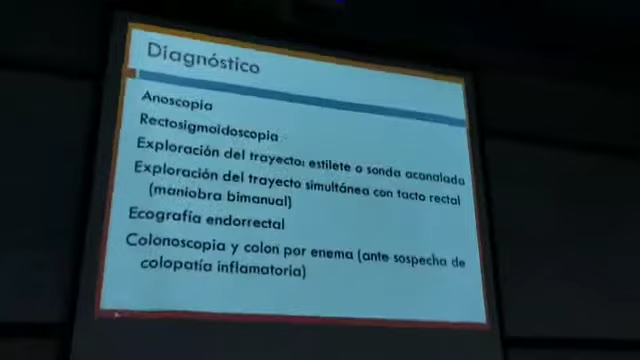 Diagnóstico
Anoscopia
Rectosigmoidoscopia
Exploración del trayecto: estilete o sonda acanalada
Exploración del trayecto simultánea con tacto rectal
(maniobra bimanual)
Ecografía endorrectal
Colonoscopia y colon por enema (ante sospecha de
colopatía inflamatoria)